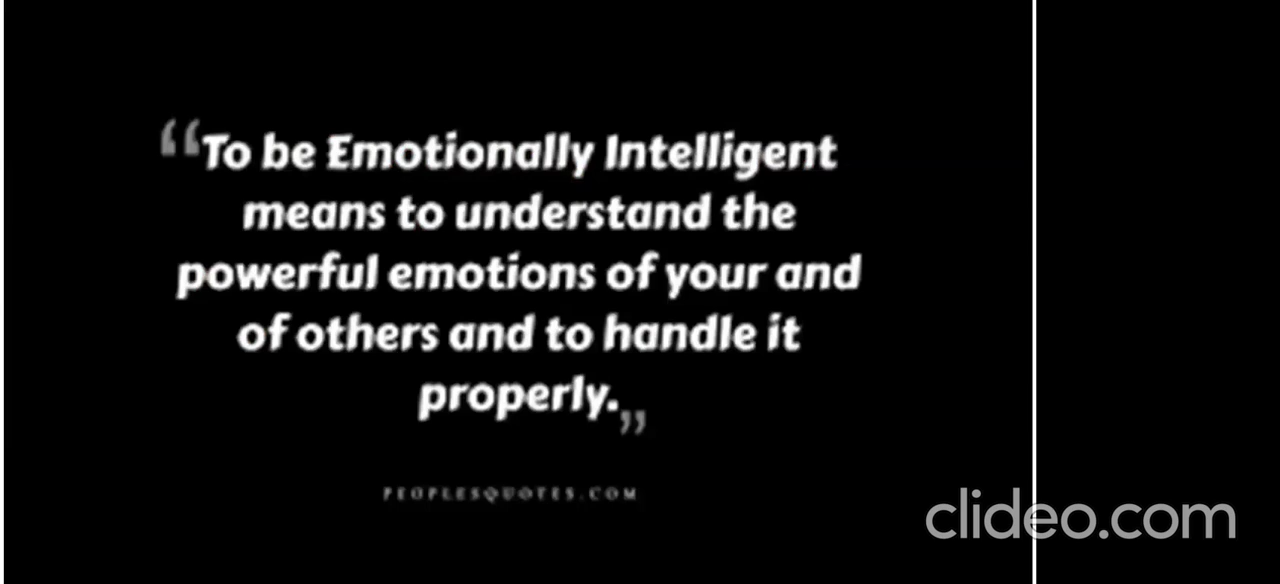 “To be Emotionally Intelligent
means to understand the
powerful emotions of your and
of others and to handle it
properly.”
PEOPLESQUOTES.COM
clideo.com